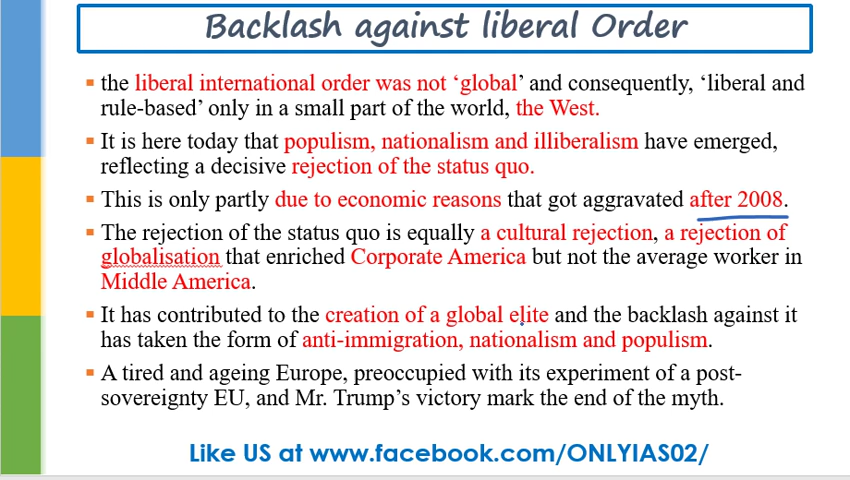 Backlash against liberal Order
▪ the liberal international order was not ‘global’ and consequently, ‘liberal and
rule-based’ only in a small part of the world, the West.
▪ It is here today that populism, nationalism and illiberalism have emerged,
reflecting a decisive rejection of the status quo.
▪ This is only partly due to economic reasons that got aggravated after 2008.
▪ The rejection of the status quo is equally a cultural rejection, a rejection of
globalisation that enriched Corporate America but not the average worker in
Middle America.
▪ It has contributed to the creation of a global elite and the backlash against it
has taken the form of anti-immigration, nationalism and populism.
▪ A tired and ageing Europe, preoccupied with its experiment of a post-
sovereignty EU, and Mr. Trump’s victory mark the end of the myth.
Like US at www.facebook.com/ONLYIAS02/